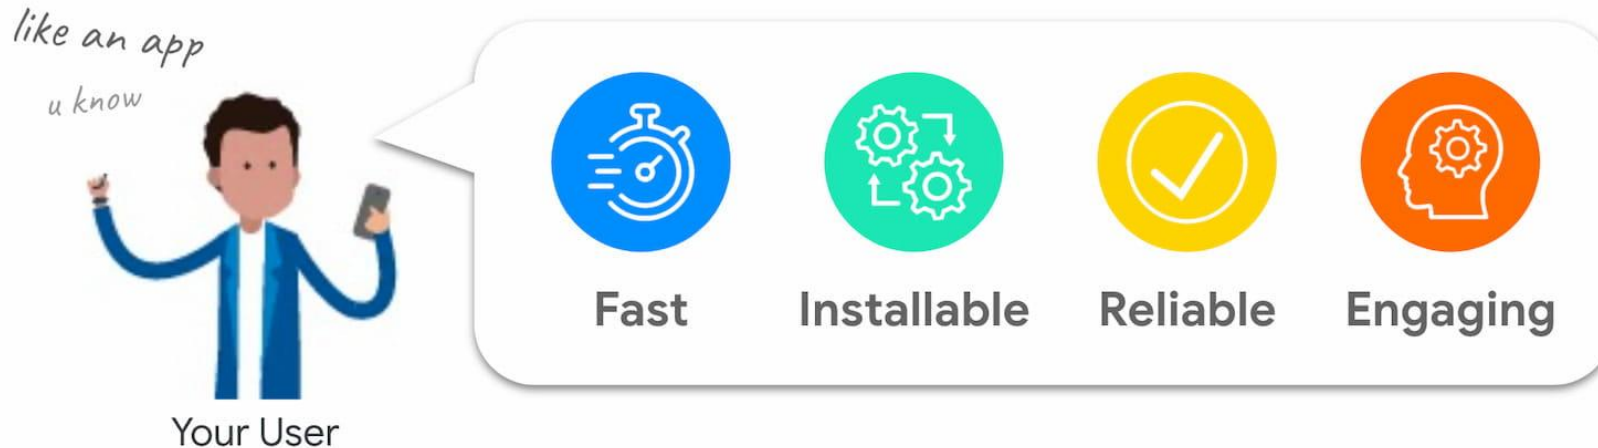 like an app
u know
Fast Installable Reliable Engaging
Your User